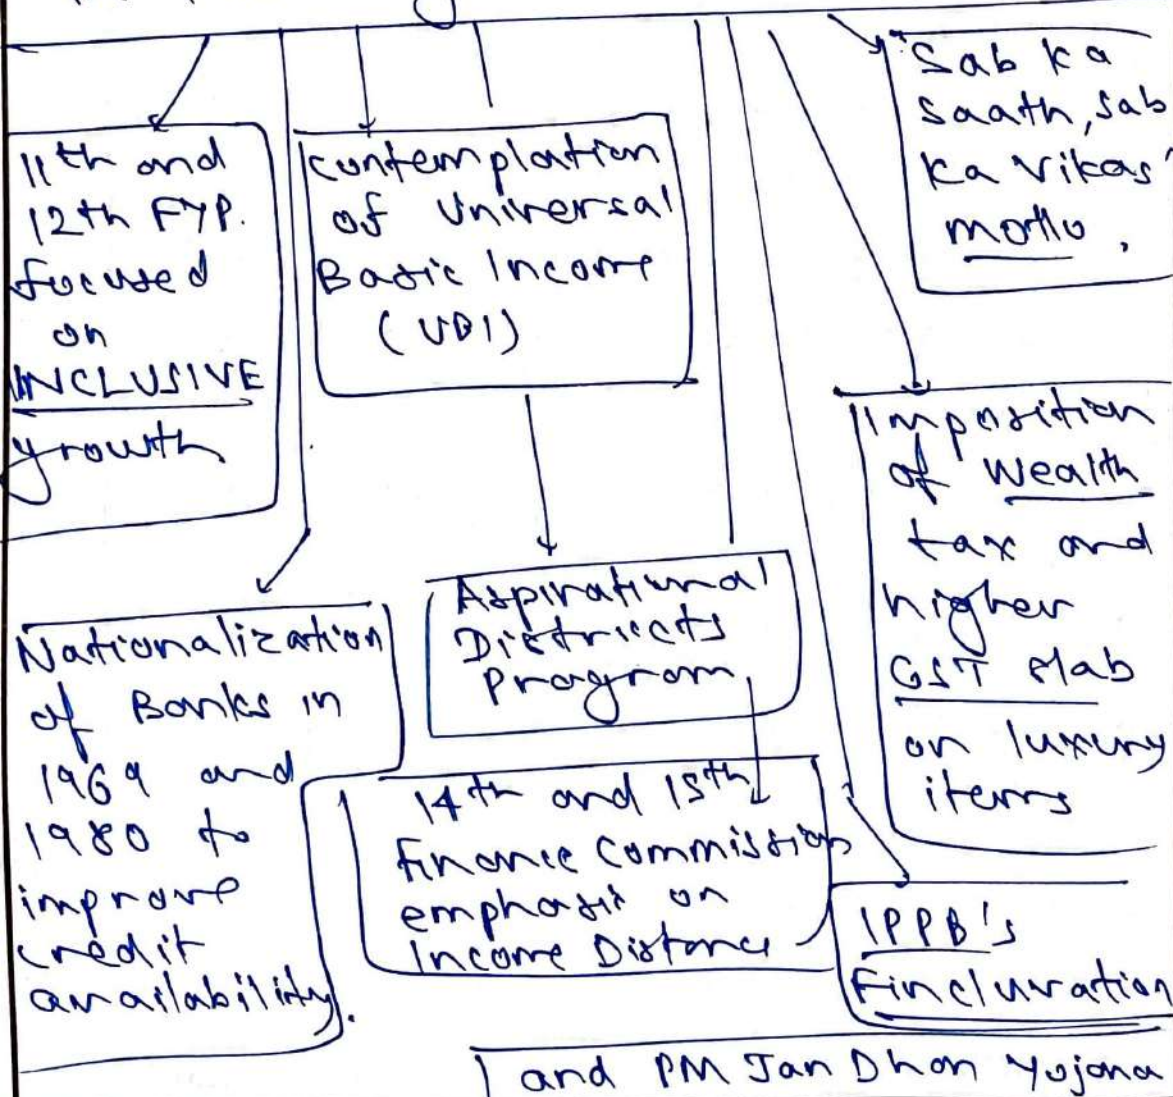 11th and
12th FYP.
focused
on
INCLUSIVE
growth
Contemplation
of Universal
Basic Income
(UBI)
'Sab ka
saath, sab
ka vikas'
motto.
Imposition
of wealth
tax and
higher
GST slab
on luxury
items
Nationalization
of Banks in
1969 and
1980 to
improve
credit
availability.
Aspirational
Districts
Program
14th and 15th
finance commission
emphasis on
Income Distance
IPPB's
Fincluvation
and PM Jan Dhan Yojana